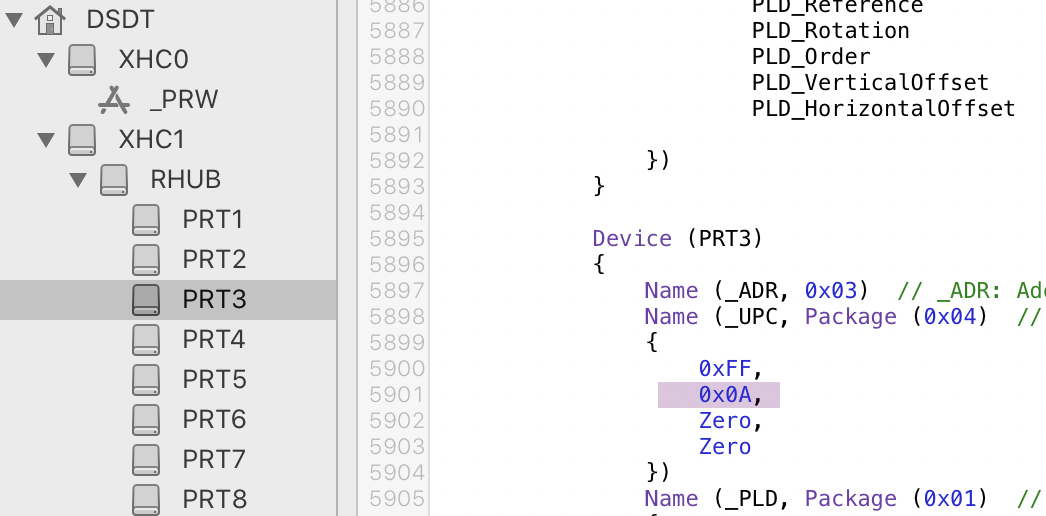 DSDT
XHC0
_PRW
XHC1
RHUB
PRT1
PRT2
PRT3
PRT4
PRT5
PRT6
PRT7
PRT8
5886 PLD_Reference
5887 PLD_Rotation
5888 PLD_Order
5889 PLD_VerticalOffset
5890 PLD_HorizontalOffset
5891
5892 })
5893 }
5894
5895 Device (PRT3)
5896 {
5897 Name (_ADR, 0x03) // _ADR: Add
5898 Name (_UPC, Package (0x04) //
5899 {
5900 0xFF,
5901 0x0A,
5902 Zero,
5903 Zero
5904 })
5905 Name (_PLD, Package (0x01) //